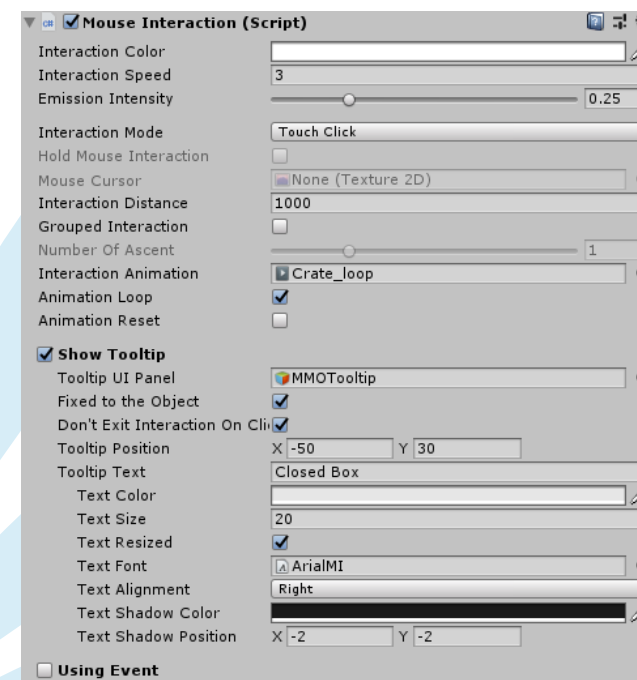 Mouse Interaction (Script)
Interaction Color
Interaction Speed 3
Emission Intensity 0.25
Interaction Mode Touch Click
Hold Mouse Interaction
Mouse Cursor None (Texture 2D)
Interaction Distance 1000
Grouped Interaction
Number Of Ascent 1
Interaction Animation Crate_loop
Animation Loop
Animation Reset
Show Tooltip
Tooltip UI Panel MMOTooltip
Fixed to the Object
Don't Exit Interaction On Cli
Tooltip Position X -50 Y 30
Tooltip Text Closed Box
Text Color
Text Size 20
Text Resized
Text Font ArialMI
Text Alignment Right
Text Shadow Color
Text Shadow Position X -2 Y -2
Using Event